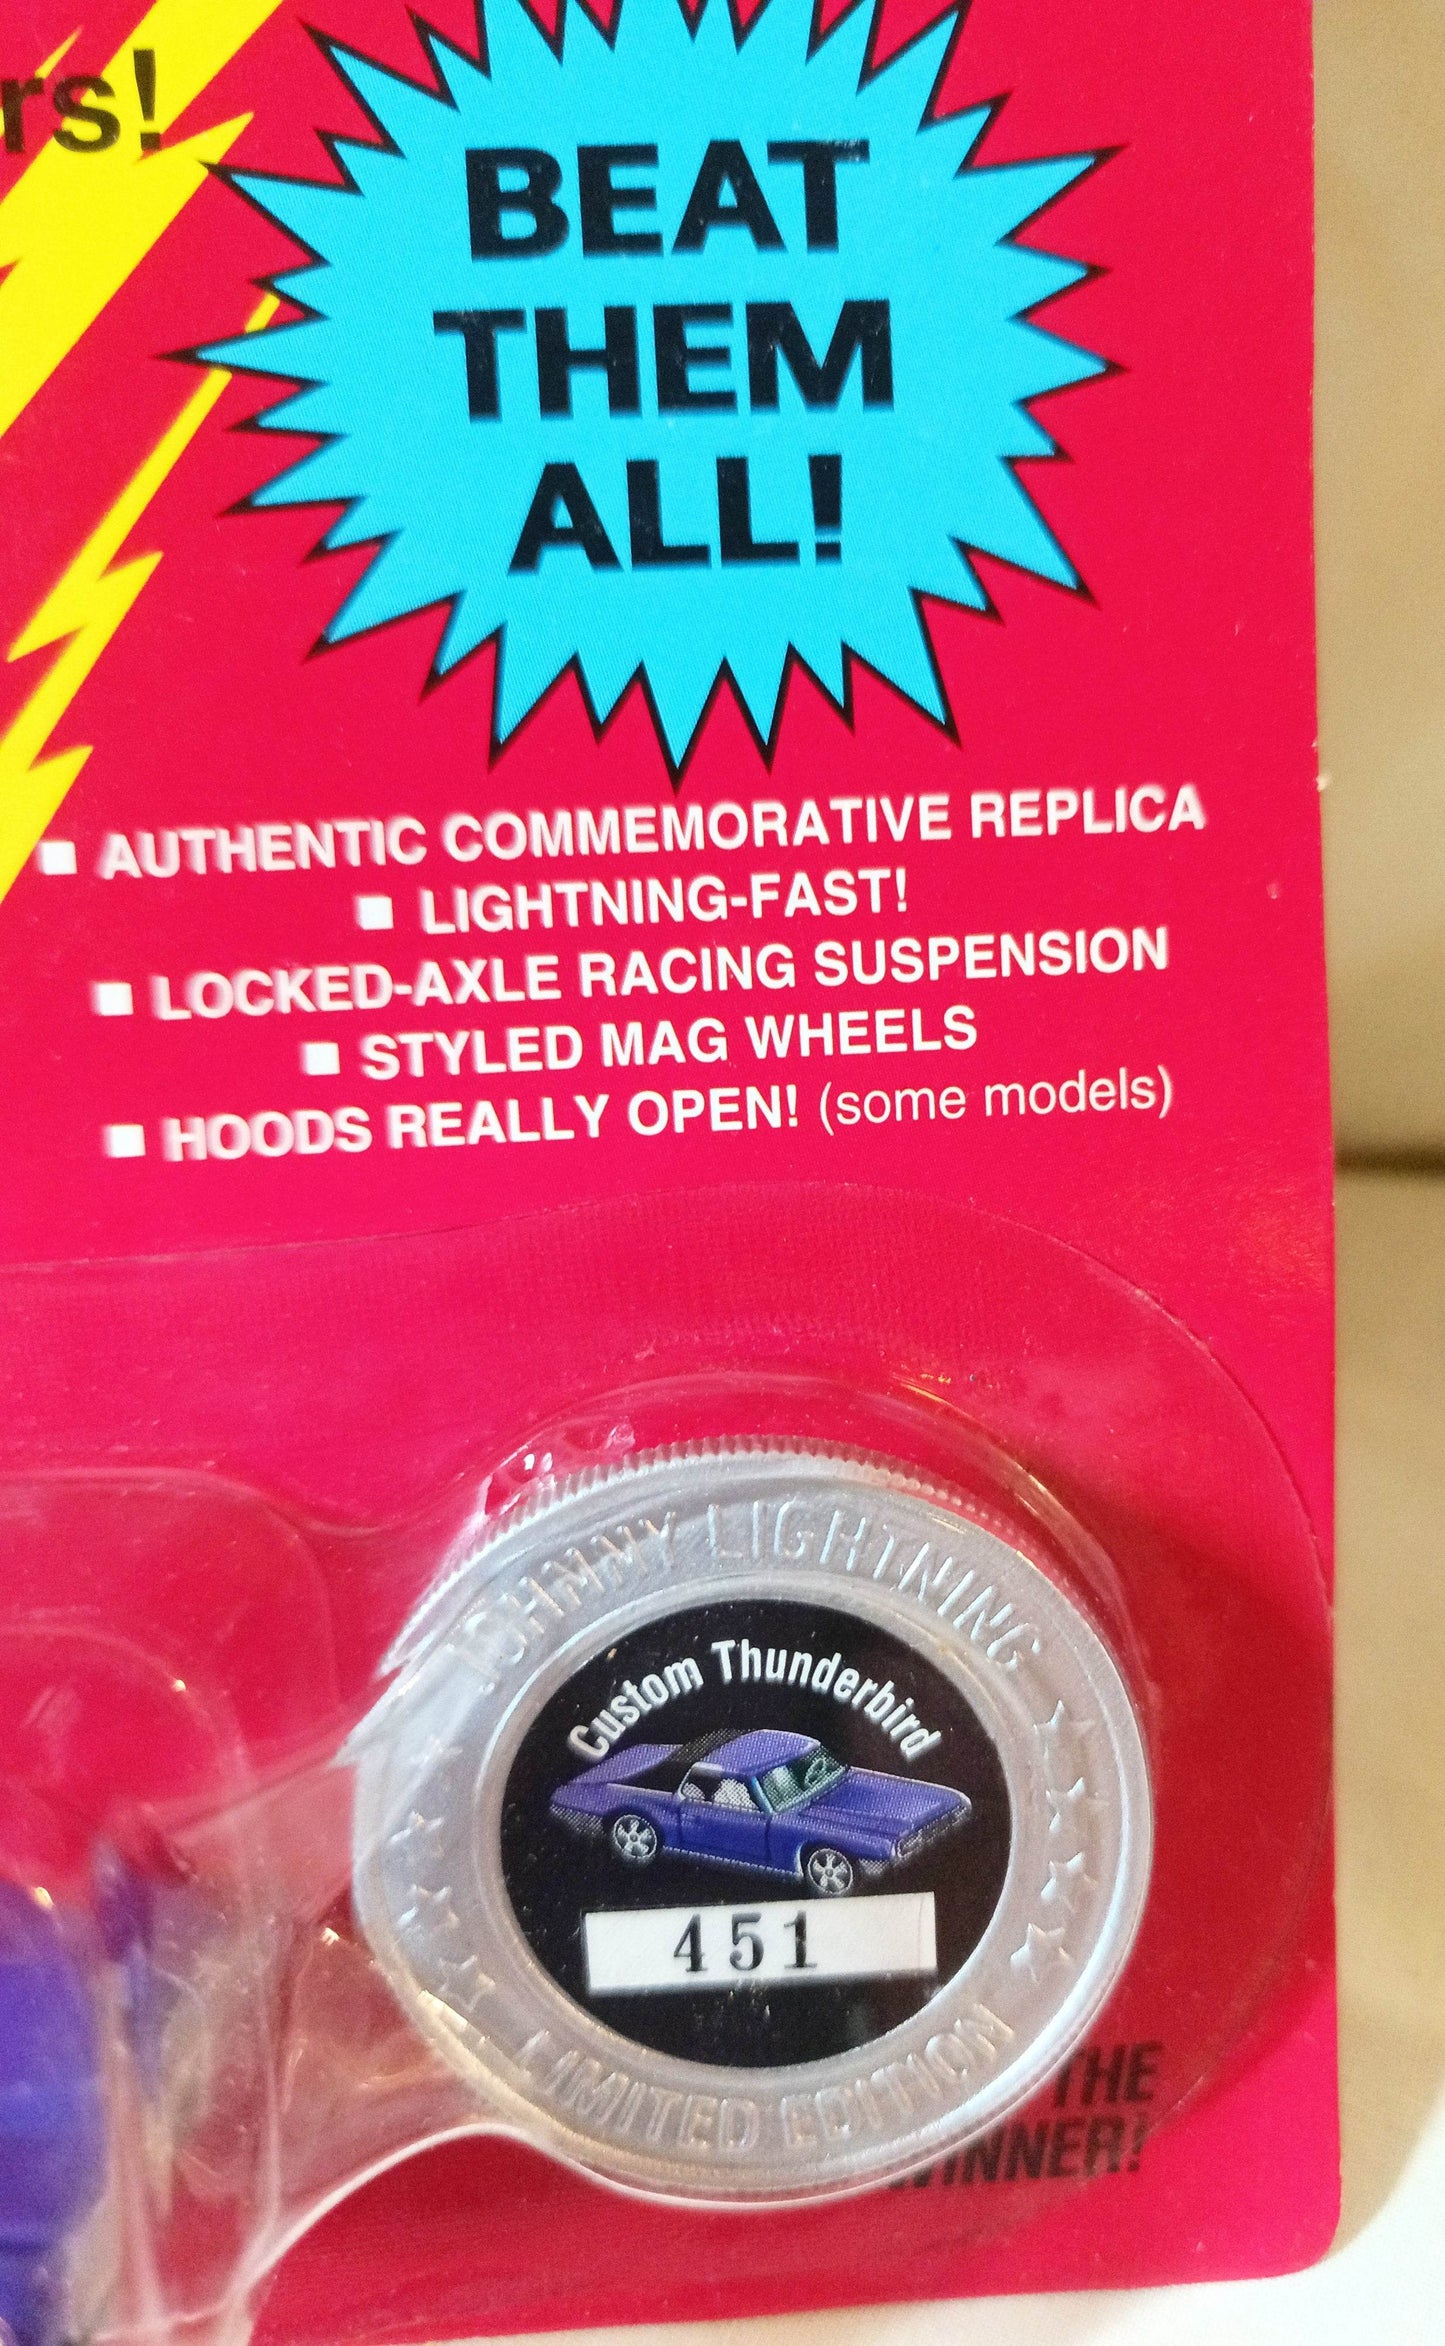 rs!
BEAT
THEM
ALL!
▪ AUTHENTIC COMMEMORATIVE REPLICA
▪ LIGHTNING-FAST!
▪ LOCKED-AXLE RACING SUSPENSION
▪ STYLED MAG WHEELS
▪ HOODS REALLY OPEN! (some models)
JOHNNY LIGHTNING
Custom Thunderbird
451
LIMITED EDITION
THE
WINNER!